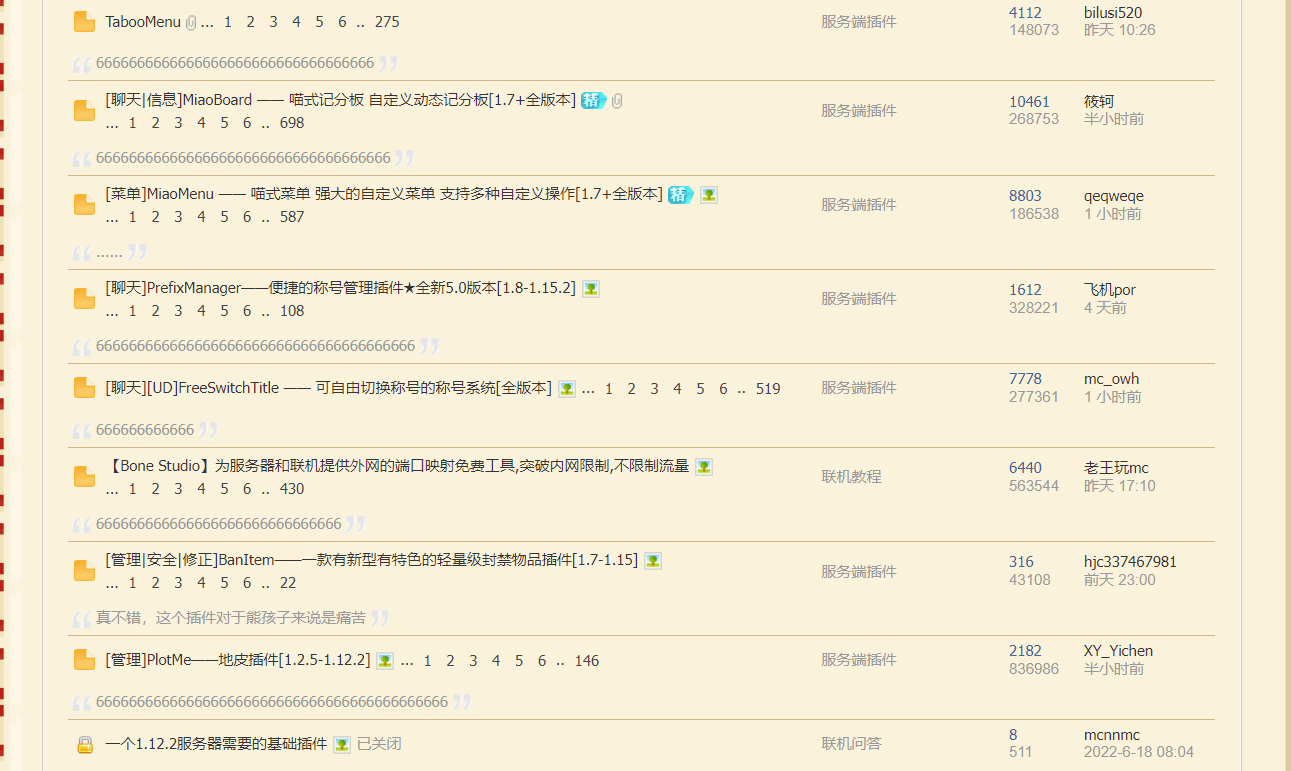 TabooMenu ... 1 2 3 4 5 6 .. 275
服务端插件
4112
148073
bilusi520
昨天 10:26
[聊天|信息]MiaoBoard —— 喵式记分板 自定义动态记分板[1.7+全版本] 精
... 1 2 3 4 5 6 .. 698
服务端插件
10461
268753
筱轲
半小时前
[菜单]MiaoMenu —— 喵式菜单 强大的自定义菜单 支持多种自定义操作[1.7+全版本] 精
... 1 2 3 4 5 6 .. 587
服务端插件
8803
186538
qeqweqe
1 小时前
......
[聊天]PrefixManager——便捷的称号管理插件★全新5.0版本[1.8-1.15.2]
... 1 2 3 4 5 6 .. 108
服务端插件
1612
328221
飞机por
4 天前
[聊天][UD]FreeSwitchTitle —— 可自由切换称号的称号系统[全版本] ... 1 2 3 4 5 6 .. 519
服务端插件
7778
277361
mc_owh
1 小时前
666666666666
【Bone Studio】为服务器和联机提供外网的端口映射免费工具,突破内网限制,不限制流量
... 1 2 3 4 5 6 .. 430
联机教程
6440
563544
老王玩mc
昨天 17:10
[管理|安全|修正]BanItem——一款有新型有特色的轻量级封禁物品插件[1.7-1.15]
... 1 2 3 4 5 6 .. 22
服务端插件
316
43108
hjc337467981
前天 23:00
真不错，这个插件对于熊孩子来说是痛苦
[管理]PlotMe——地皮插件[1.2.5-1.12.2] ... 1 2 3 4 5 6 .. 146
服务端插件
2182
836986
XY_Yichen
半小时前
一个1.12.2服务器需要的基础插件 已关闭
联机问答
8
511
mcnnmc
2022-6-18 08:04